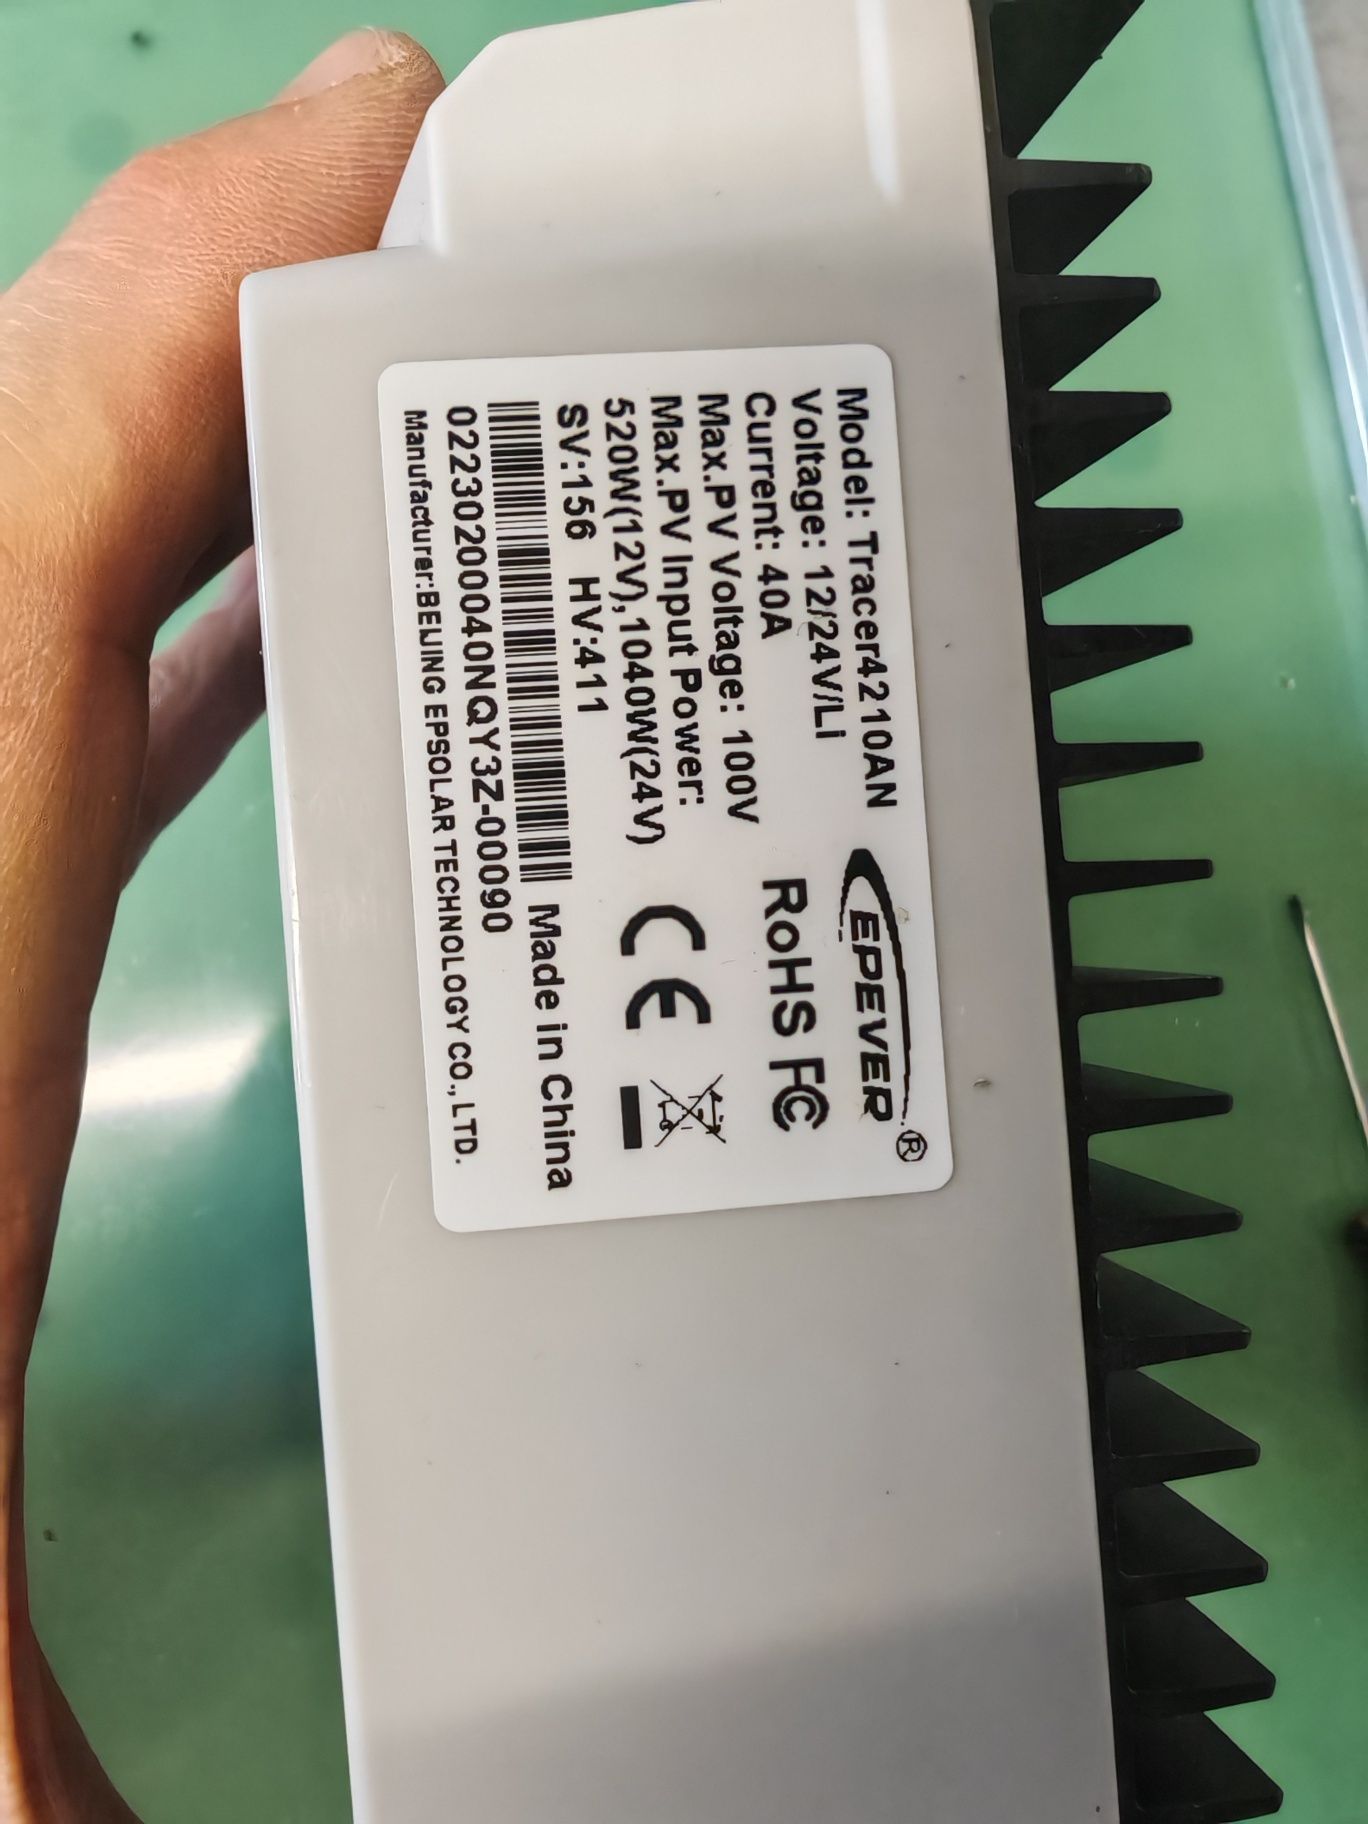 Model: Tracer4210AN
EPEVER®
Voltage: 12/24V/Li
Current: 40A
RoHS FC
Max.PV Voltage: 100V
Max.PV Input Power:
520W(12V),1040W(24V)
CE
SV:156 HV:411
Made in China
02230200040NQY3Z-00090
Manufacturer:BEIJING EPSOLAR TECHNOLOGY CO.,LTD.